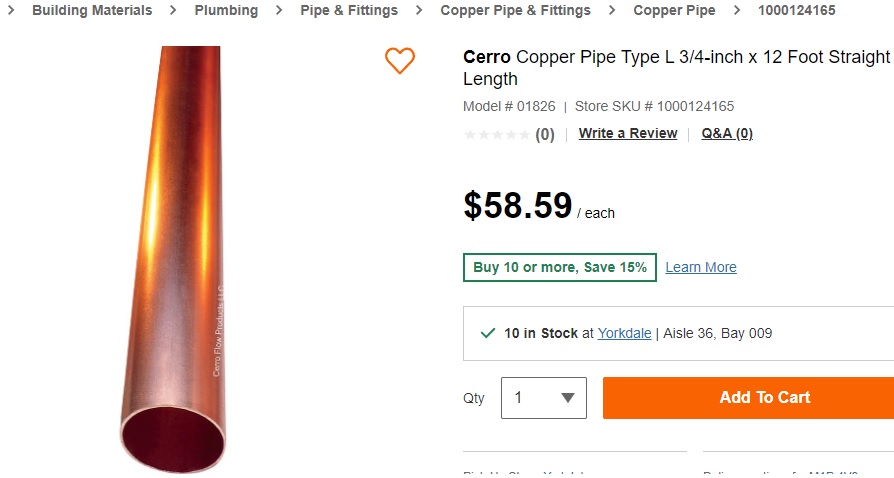 > Building Materials > Plumbing > Pipe & Fittings > Copper Pipe & Fittings > Copper Pipe > 1000124165
Cerro Copper Pipe Type L 3/4-inch x 12 Foot Straight
Length
Model # 01826 | Store SKU # 1000124165
(0) | Write a Review | Q&A (0)
$58.59 / each
Buy 10 or more, Save 15% Learn More
10 in Stock at Yorkdale | Aisle 36, Bay 009
Qty 1 Add To Cart
Cerro Flow Products LLC